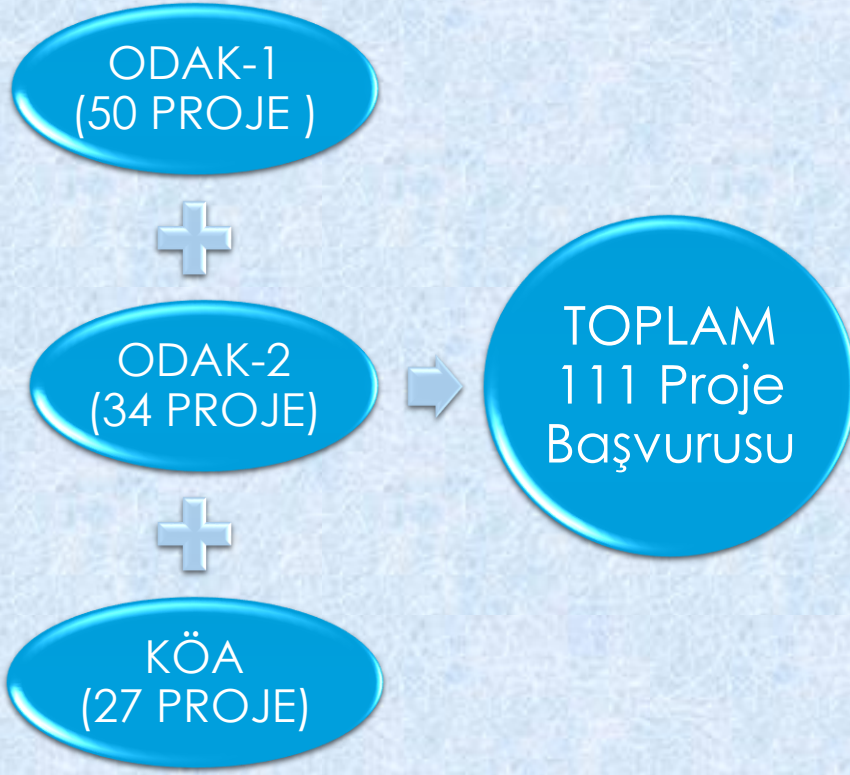 ODAK-1
(50 PROJE )
ODAK-2
(34 PROJE)
KÖA
(27 PROJE)
TOPLAM
111 Proje
Başvurusu